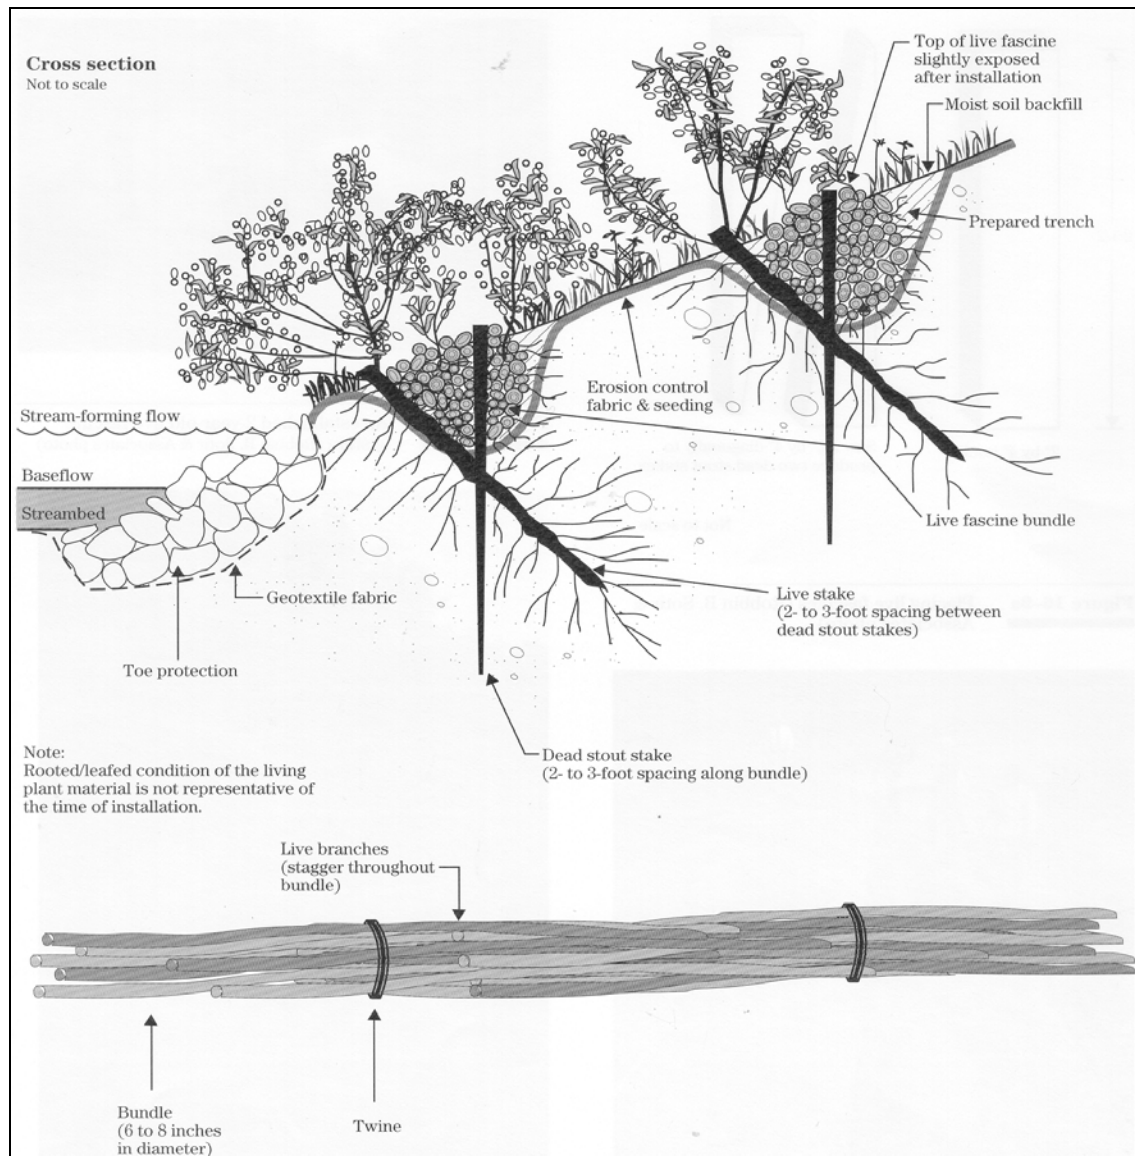 Cross section
Not to scale
Top of live fascine
slightly exposed
after installation
Moist soil backfill
Prepared trench
Erosion control
fabric & seeding
Stream-forming flow
Baseflow
Streambed
Live fascine bundle
Geotextile fabric
Live stake
(2- to 3-foot spacing between
dead stout stakes)
Toe protection
Note:
Rooted/leafed condition of the living
plant material is not representative of
the time of installation.
Dead stout stake
(2- to 3-foot spacing along bundle)
Live branches
(stagger throughout
bundle)
Bundle
(6 to 8 inches
in diameter)
Twine